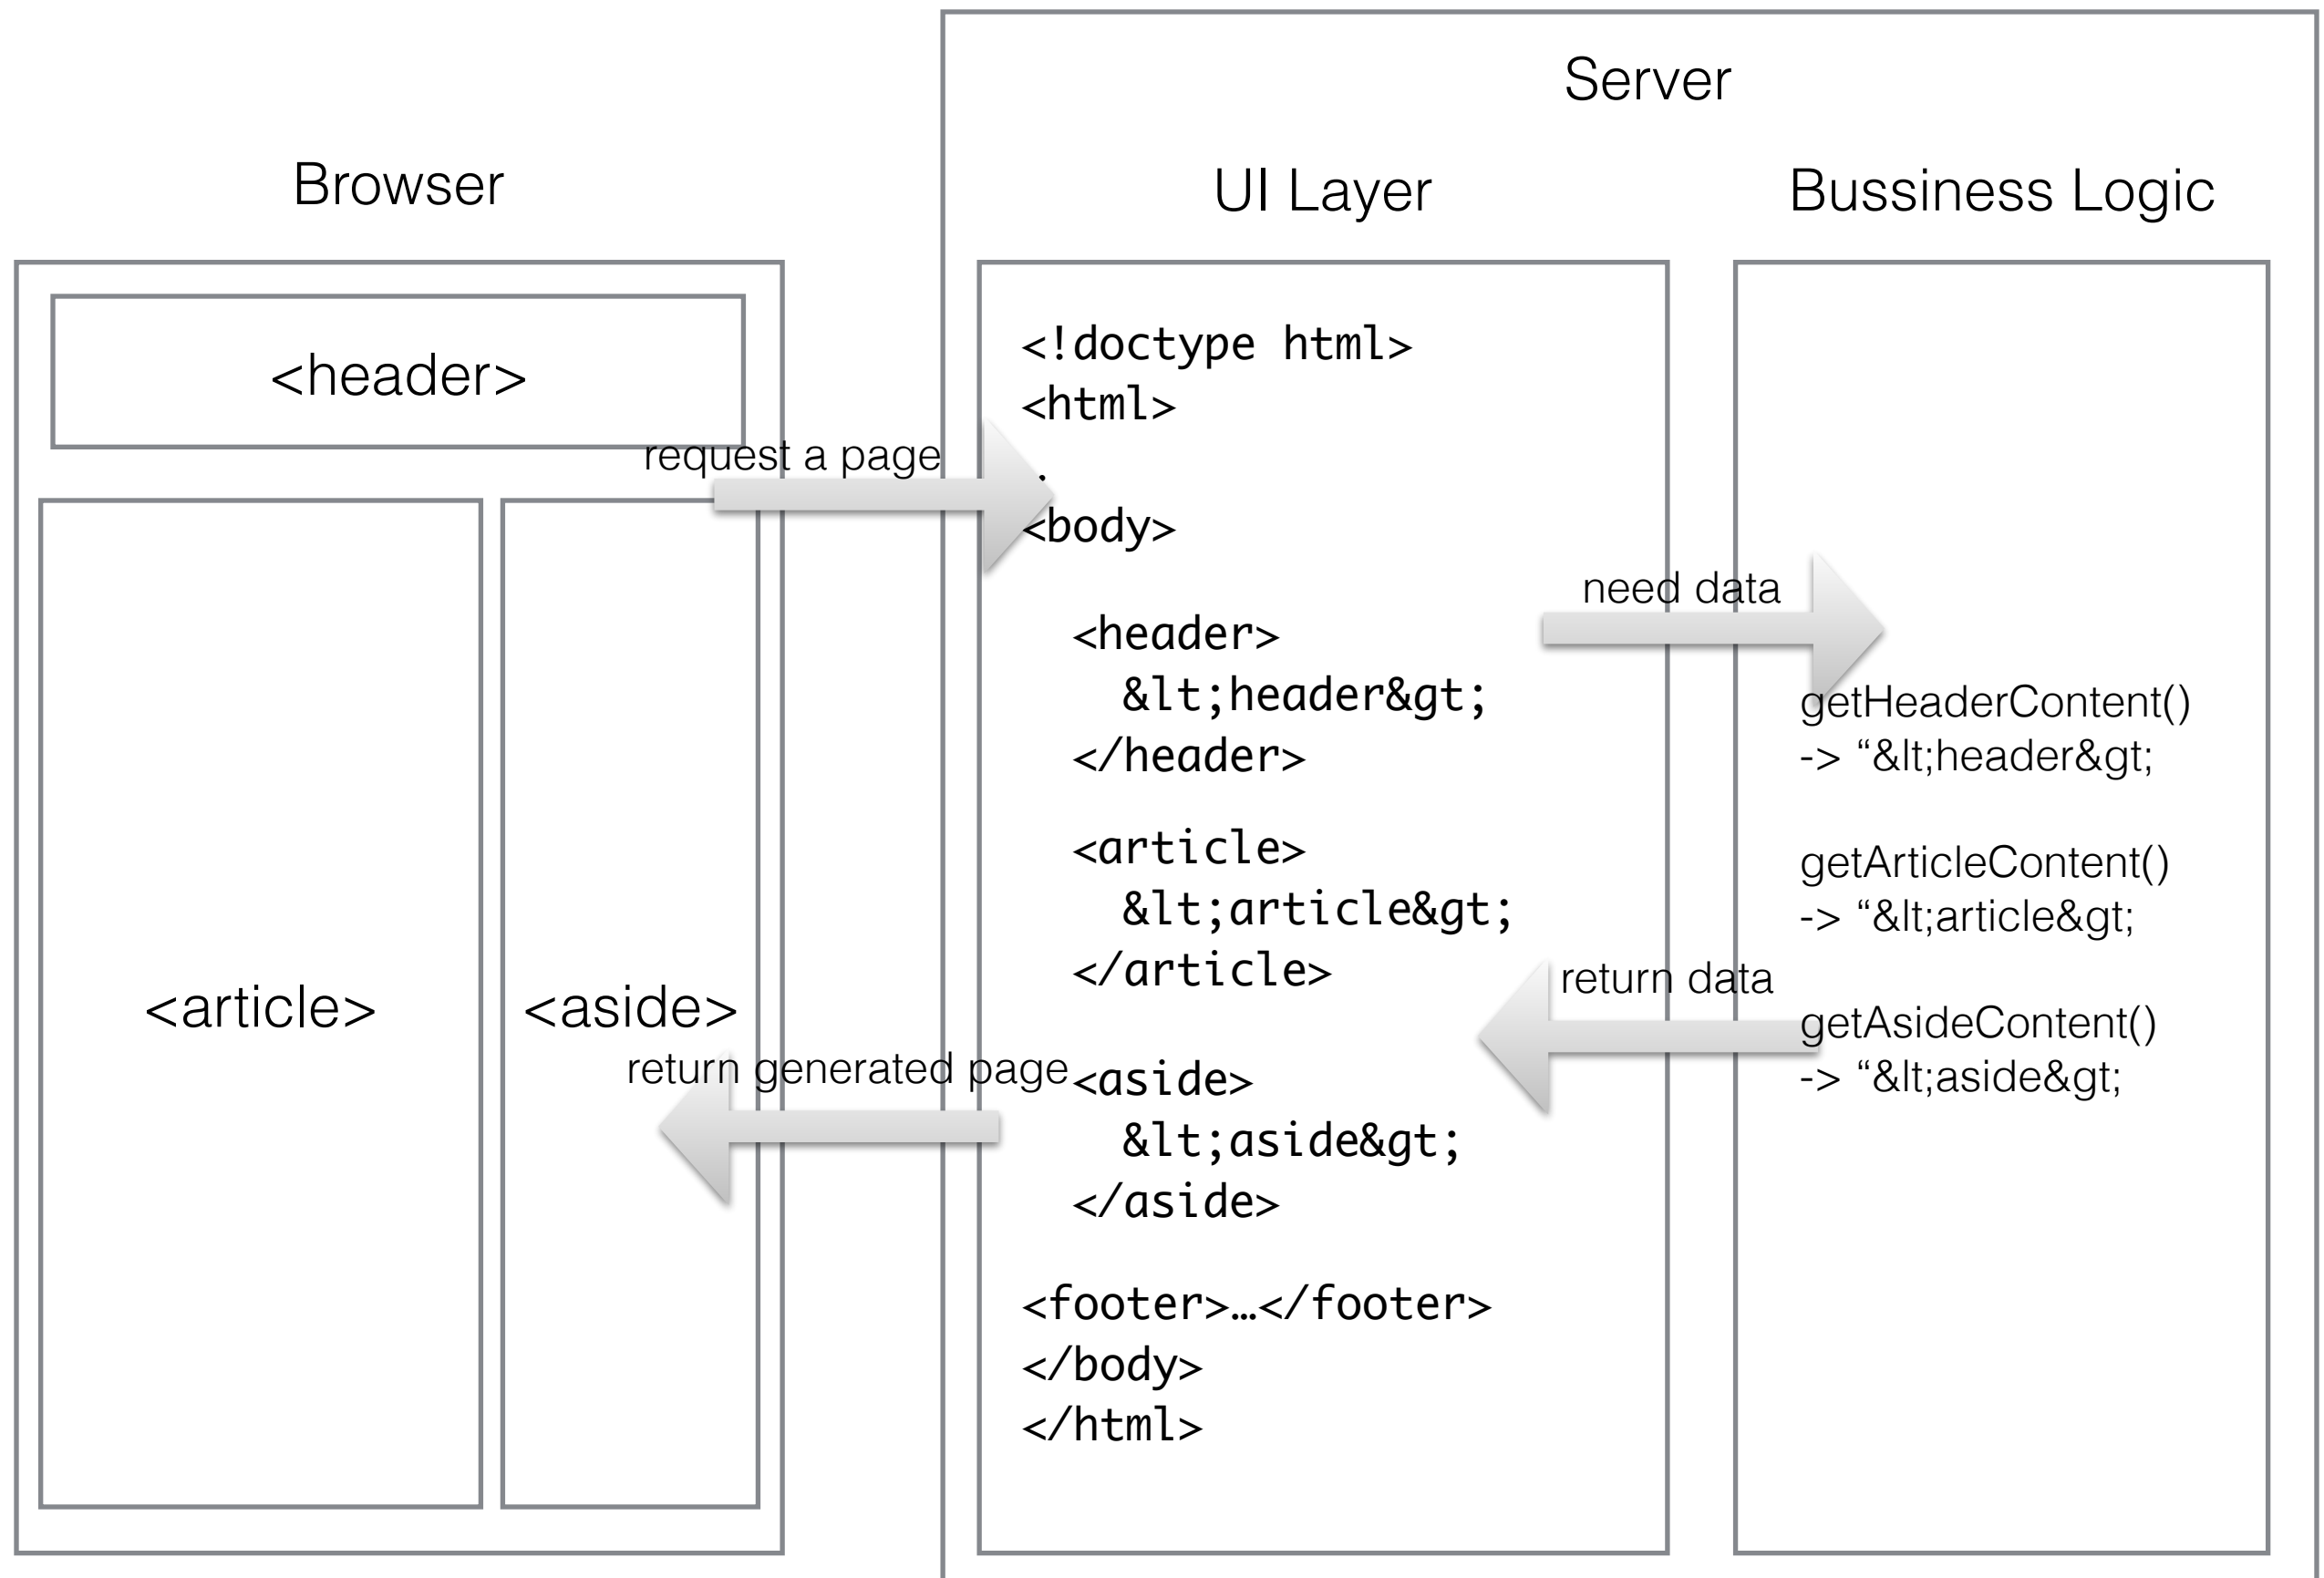 Server
Browser
UI Layer
Bussiness Logic
<header>
<article>
<aside>
request a page
<!doctype html>
<html>
.
<body>
<header>
&lt;header&gt;
</header>
<article>
&lt;article&gt;
</article>
<aside>
&lt;aside&gt;
</aside>
<footer>…</footer>
</body>
</html>
need data
getHeaderContent()
-> “&lt;header&gt;
getArticleContent()
-> “&lt;article&gt;
return data
getAsideContent()
-> “&lt;aside&gt;
return generated page